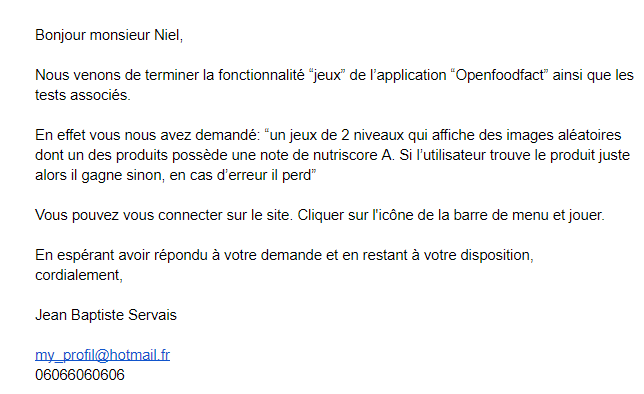 Bonjour monsieur Niel,
Nous venons de terminer la fonctionnalité “jeux” de l’application “Openfoodfact” ainsi que les
tests associés.
En effet vous nous avez demandé: “un jeux de 2 niveaux qui affiche des images aléatoires
dont un des produits possède une note de nutriscore A. Si l’utilisateur trouve le produit juste
alors il gagne sinon, en cas d’erreur il perd”
Vous pouvez vous connecter sur le site. Cliquer sur l'icône de la barre de menu et jouer.
En espérant avoir répondu à votre demande et en restant à votre disposition,
cordialement,
Jean Baptiste Servais
my_profil@hotmail.fr
06066060606